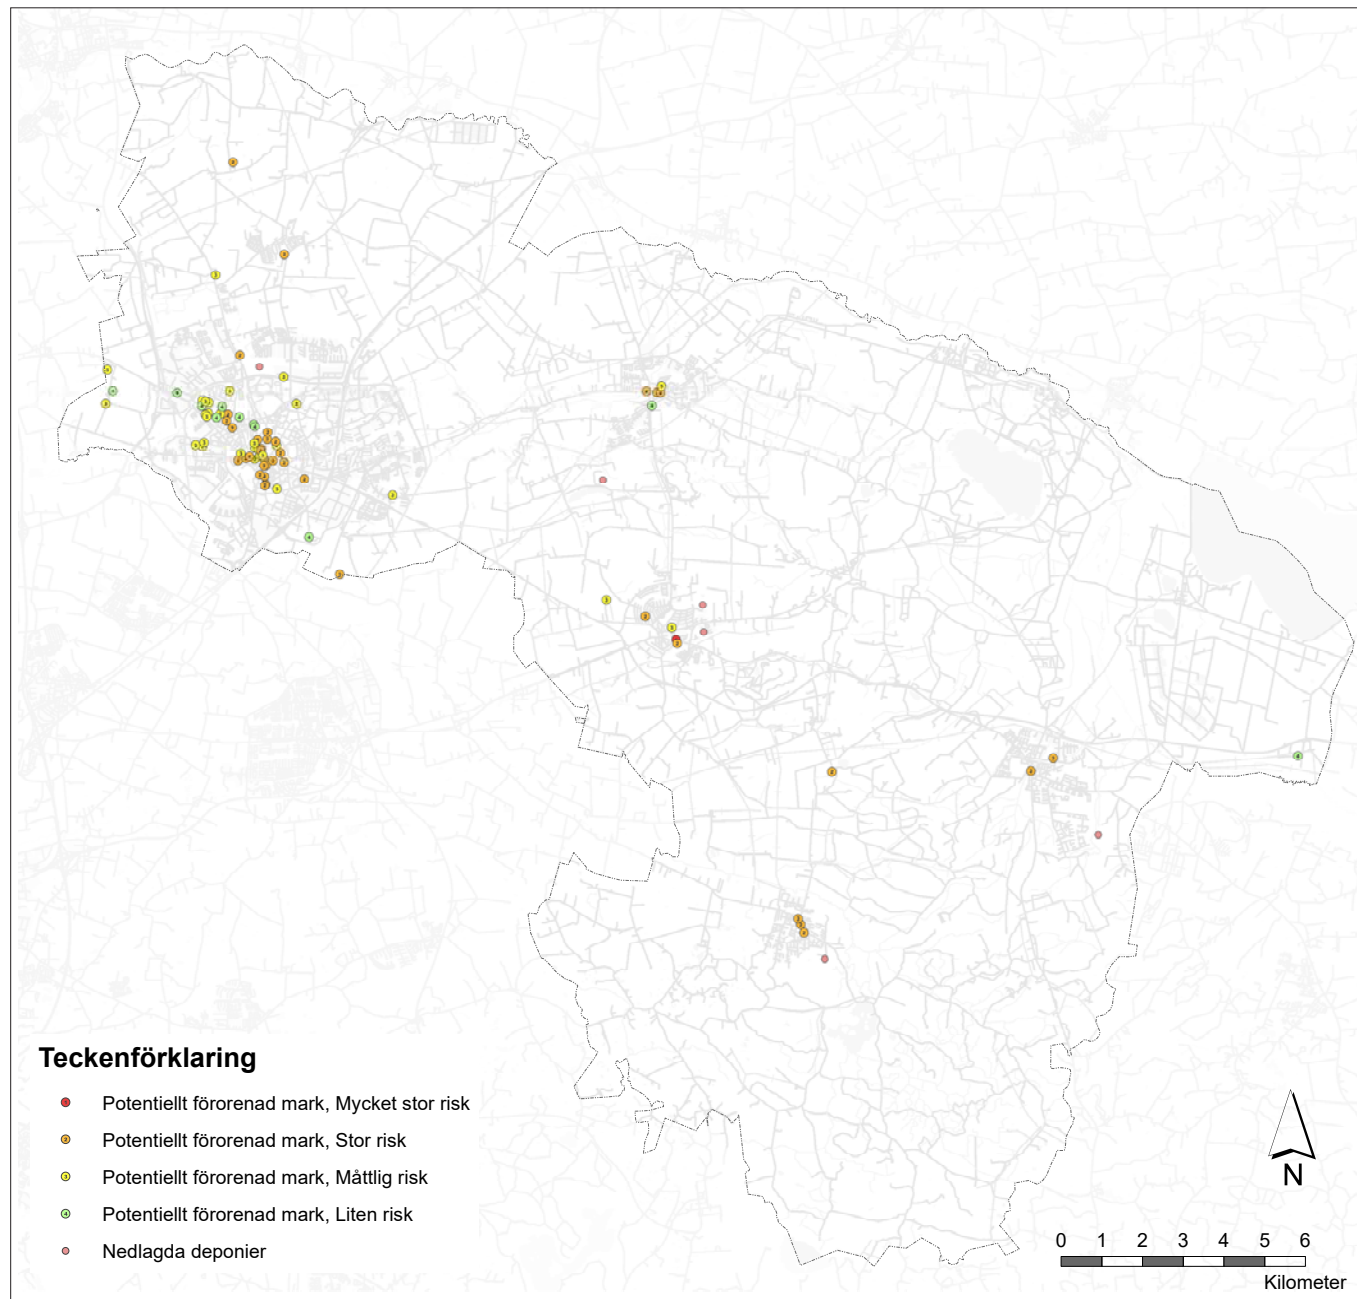 Teckenförklaring
Potentiellt förorenad mark, Mycket stor risk
Potentiellt förorenad mark, Stor risk
Potentiellt förorenad mark, Måttlig risk
Potentiellt förorenad mark, Liten risk
Nedlagda deponier
N
0 1 2 3 4 5 6
Kilometer